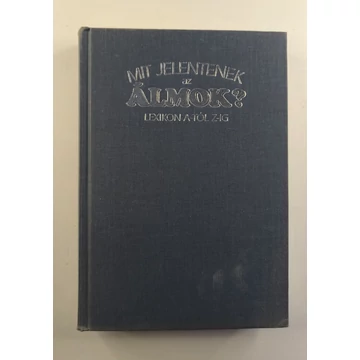 MIT JELENTENEK
az
ÁLMOK?
LEXIKON A-TÓL Z-IG